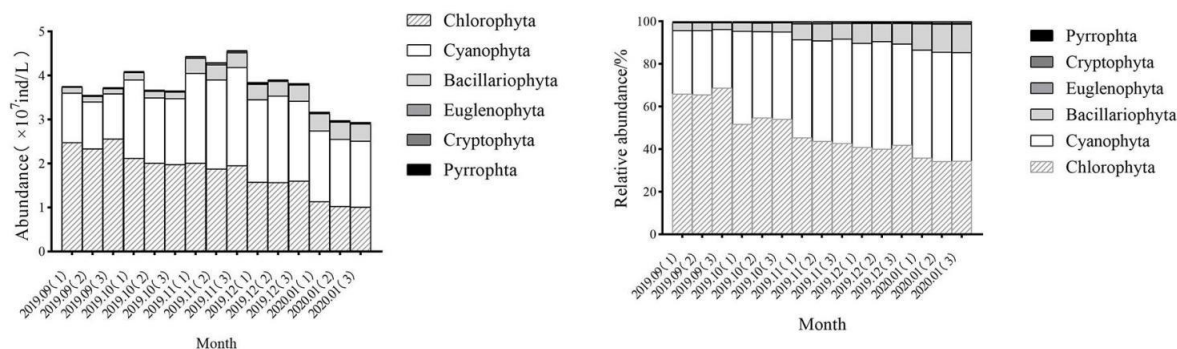 Abundance( ×10⁷ind/L)
5
4
3
2
1
0
2019.09(1)
2019.09(2)
2019.09(3)
2019.10(1)
2019.10(2)
2019.10(3)
2019.11(1)
2019.11(2)
2019.11(3)
2019.12(1)
2019.12(2)
2019.12(3)
2020.01(1)
2020.01(2)
2020.01(3)
Month
Chlorophyta
Cyanophyta
Bacillariophyta
Euglenophyta
Cryptophyta
Pyrrophta
Relative abundance/%
100
80
60
40
20
0
2019.09(1)
2019.09(2)
2019.09(3)
2019.10(1)
2019.10(2)
2019.10(3)
2019.11(1)
2019.11(2)
2019.11(3)
2019.12(1)
2019.12(2)
2019.12(3)
2020.01(1)
2020.01(2)
2020.01(3)
Month
Pyrrophta
Cryptophyta
Euglenophyta
Bacillariophyta
Cyanophyta
Chlorophyta